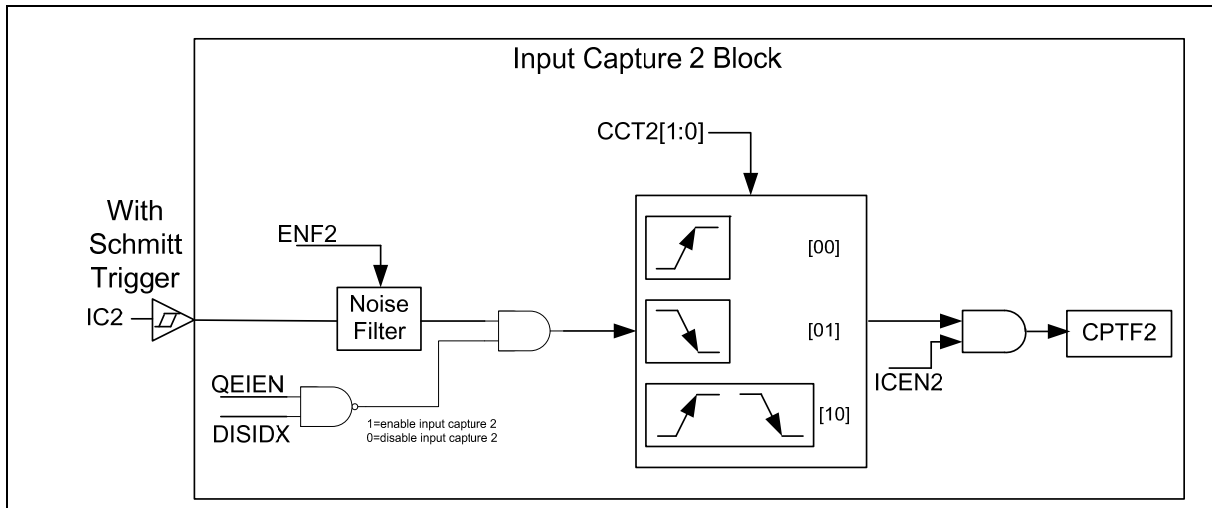 Input Capture 2 Block
CCT2[1:0]
With
Schmitt
Trigger
IC2
ENF2
Noise
Filter
QEIEN
DISIDX
1=enable input capture 2
0=disable input capture 2
[00]
[01]
[10]
ICEN2
CPTF2